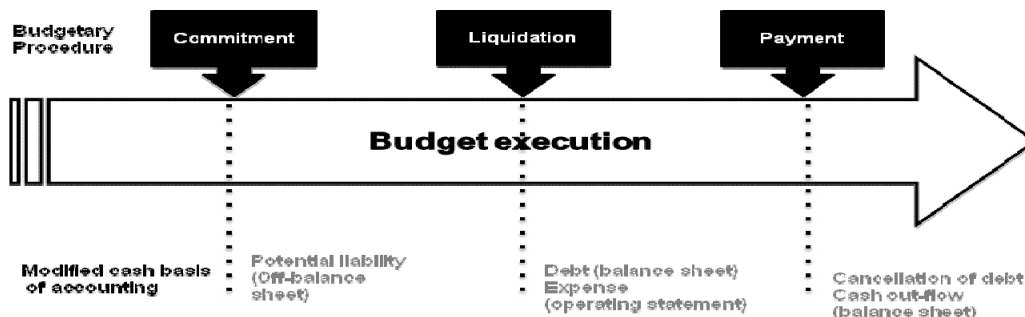 Budgetary
Procedure
Commitment
Liquidation
Payment
Budget execution
Modified cash basis
of accounting
Potential liability
(Off-balance
sheet)
Debt (balance sheet)
Expense
(operating statement)
Cancellation of debt
Cash out-flow
(balance sheet)